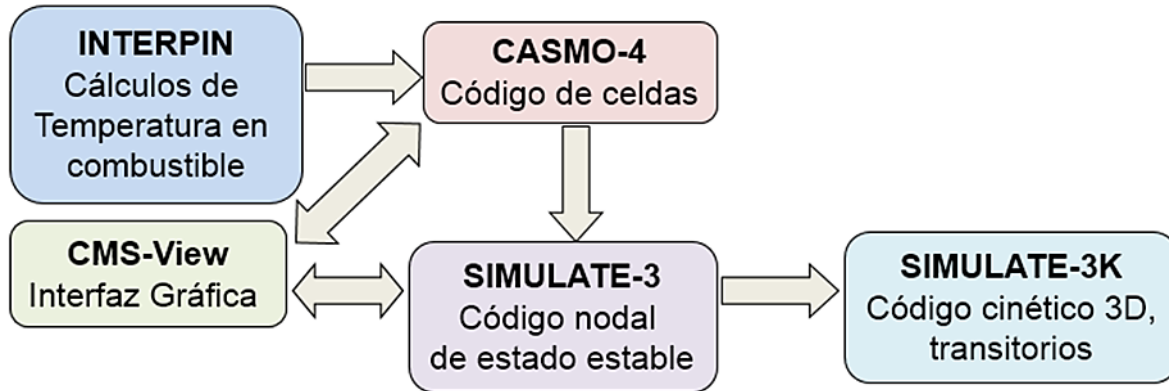 INTERPIN
Cálculos de
Temperatura en
combustible
CASMO-4
Código de celdas
CMS-View
Interfaz Gráfica
SIMULATE-3
Código nodal
de estado estable
SIMULATE-3K
Código cinético 3D,
transitorios